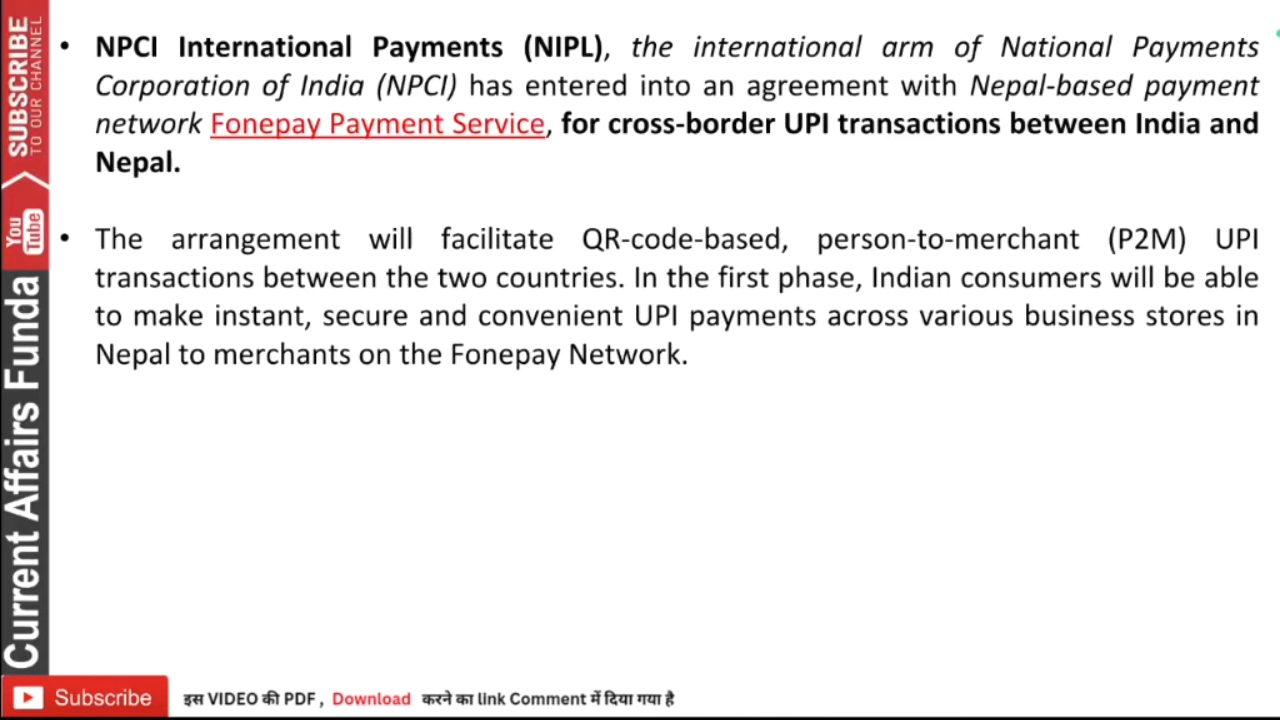 • NPCI International Payments (NIPL), the international arm of National Payments
Corporation of India (NPCI) has entered into an agreement with Nepal-based payment
network Fonepay Payment Service, for cross-border UPI transactions between India and
Nepal.
• The arrangement will facilitate QR-code-based, person-to-merchant (P2M) UPI
transactions between the two countries. In the first phase, Indian consumers will be able
to make instant, secure and convenient UPI payments across various business stores in
Nepal to merchants on the Fonepay Network.
SUBSCRIBE
TO OUR CHANNEL
You
Tube
Current Affairs Funda
Subscribe
इस VIDEO की PDF , Download करने का link Comment में दिया गया है